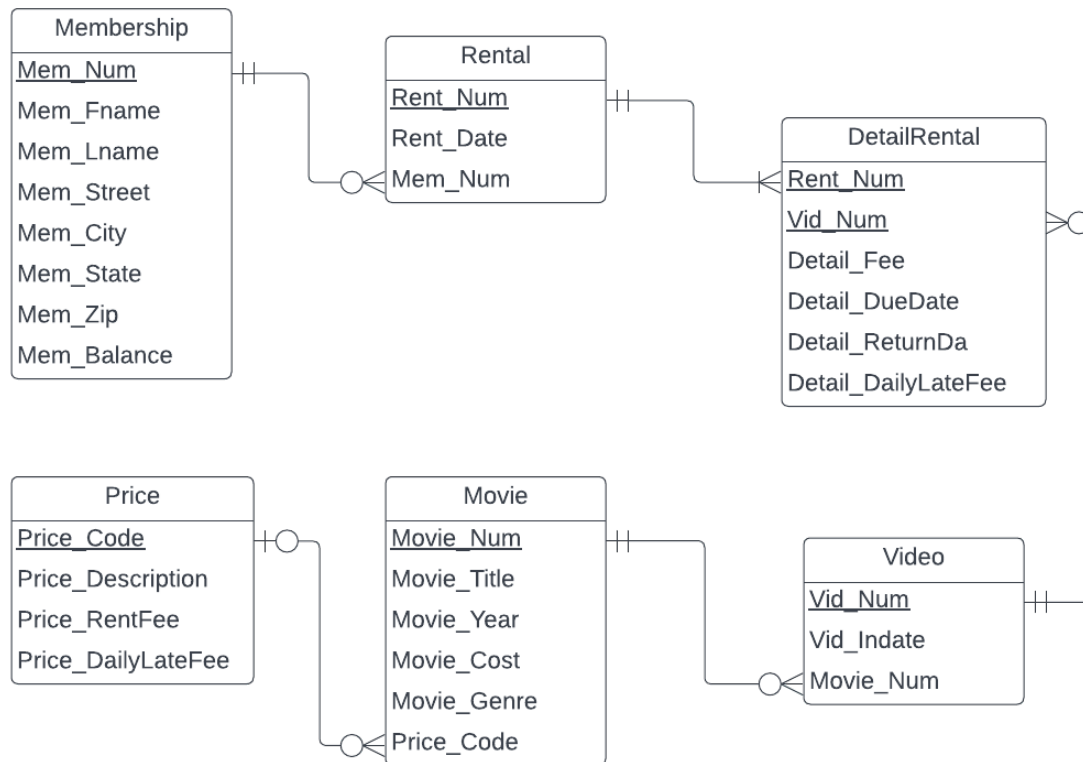 Membership
Mem_Num
Mem_Fname
Mem_Lname
Mem_Street
Mem_City
Mem_State
Mem_Zip
Mem_Balance
Rental
Rent_Num
Rent_Date
Mem_Num
DetailRental
Rent_Num
Vid_Num
Detail_Fee
Detail_DueDate
Detail_ReturnDa
Detail_DailyLateFee
Price
Price_Code
Price_Description
Price_RentFee
Price_DailyLateFee
Movie
Movie_Num
Movie_Title
Movie_Year
Movie_Cost
Movie_Genre
Price_Code
Video
Vid_Num
Vid_Indate
Movie_Num